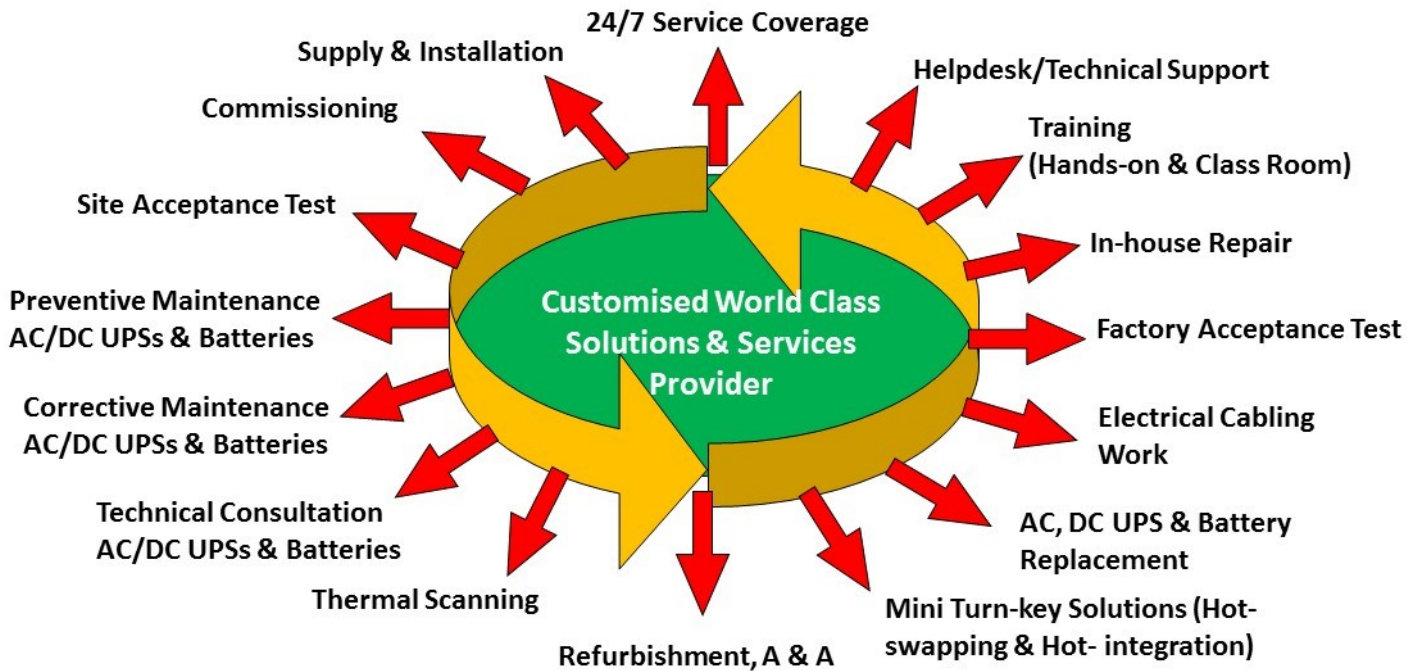 24/7 Service Coverage
Supply & Installation
Helpdesk/Technical Support
Commissioning
Training
(Hands-on & Class Room)
Site Acceptance Test
In-house Repair
Preventive Maintenance
AC/DC UPSs & Batteries
Customised World Class
Solutions & Services
Provider
Factory Acceptance Test
Corrective Maintenance
AC/DC UPSs & Batteries
Electrical Cabling
Work
Technical Consultation
AC/DC UPSs & Batteries
AC, DC UPS & Battery
Replacement
Thermal Scanning
Mini Turn-key Solutions (Hot-
swapping & Hot- integration)
Refurbishment, A & A